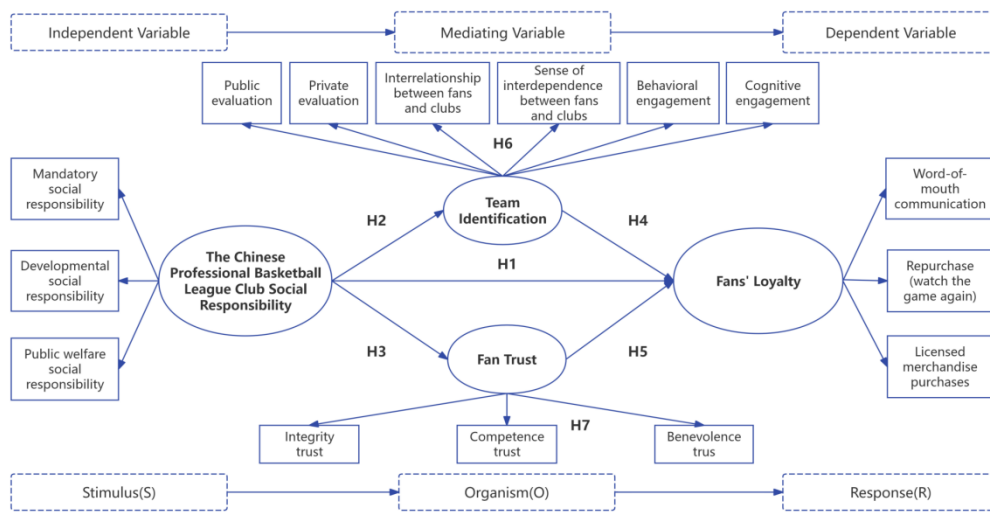 Independent Variable
Mediating Variable
Dependent Variable
Public
evaluation
Private
evaluation
Interrelationship
between fans
and clubs
Sense of
interdependence
between fans
and clubs
Behavioral
engagement
Cognitive
engagement
H6
Mandatory
social
responsibility
Developmental
social
responsibility
Public welfare
social
responsibility
The Chinese
Professional Basketball
League Club Social
Responsibility
H2
Team
Identification
H4
H1
H3
Fan Trust
H5
Fans' Loyalty
Word-of-
mouth
communication
Repurchase
(watch the
game again)
Licensed
merchandise
purchases
H7
Integrity
trust
Competence
trust
Benevolence
trus
Stimulus(S)
Organism(O)
Response(R)